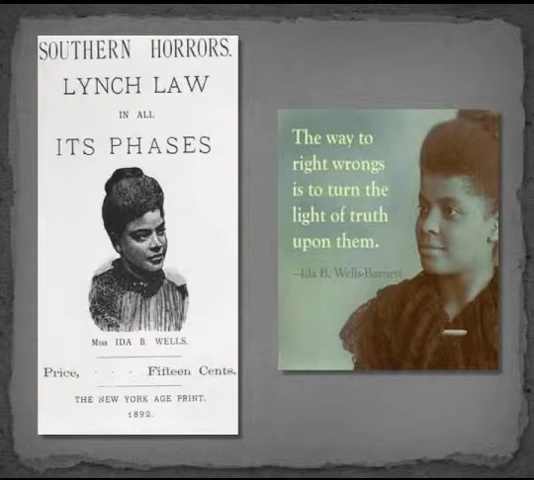 SOUTHERN HORRORS.
LYNCH LAW
IN ALL
ITS PHASES
Miss IDA B. WELLS.
Price, · · · Fifteen Cents.
THE NEW YORK AGE PRINT.
1892.
The way to
right wrongs
is to turn the
light of truth
upon them.
—Ida B. Wells-Barnett